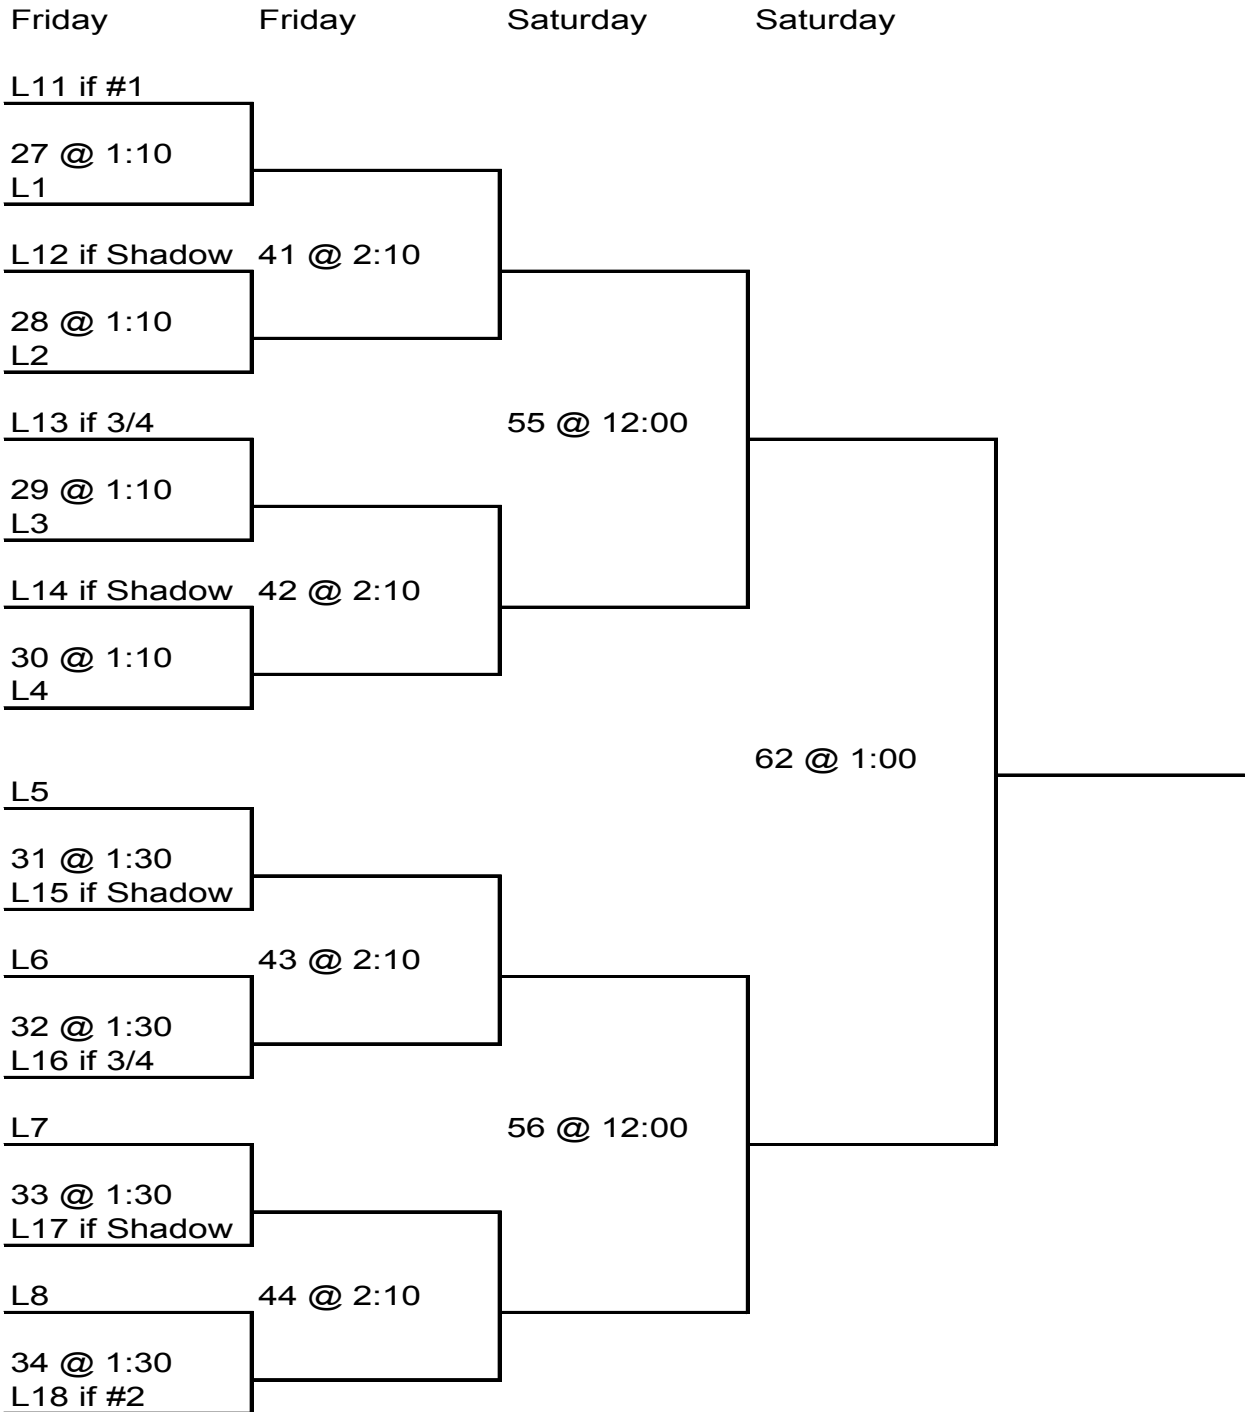 Friday Friday Saturday Saturday
L11 if #1
27 @ 1:10
L1
L12 if Shadow 41 @ 2:10
28 @ 1:10
L2
L13 if 3/4 55 @ 12:00
29 @ 1:10
L3
L14 if Shadow 42 @ 2:10
30 @ 1:10
L4
62 @ 1:00
L5
31 @ 1:30
L15 if Shadow
L6 43 @ 2:10
32 @ 1:30
L16 if 3/4
L7 56 @ 12:00
33 @ 1:30
L17 if Shadow
L8 44 @ 2:10
34 @ 1:30
L18 if #2